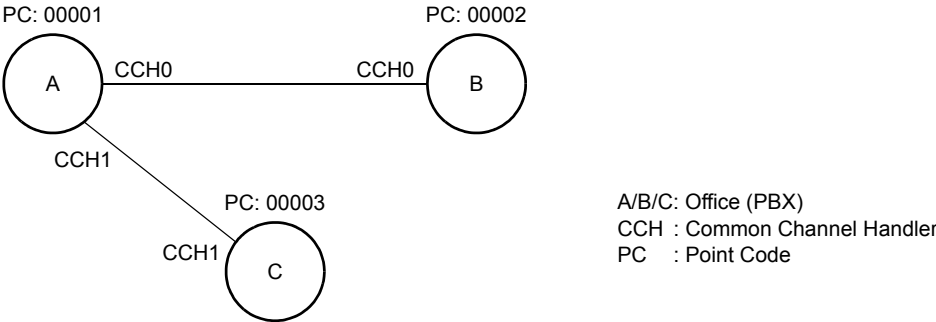 PC: 00001
PC: 00002
A
CCH0
CCH0
B
CCH1
PC: 00003
CCH1
C
A/B/C: Office (PBX)
CCH : Common Channel Handler
PC : Point Code